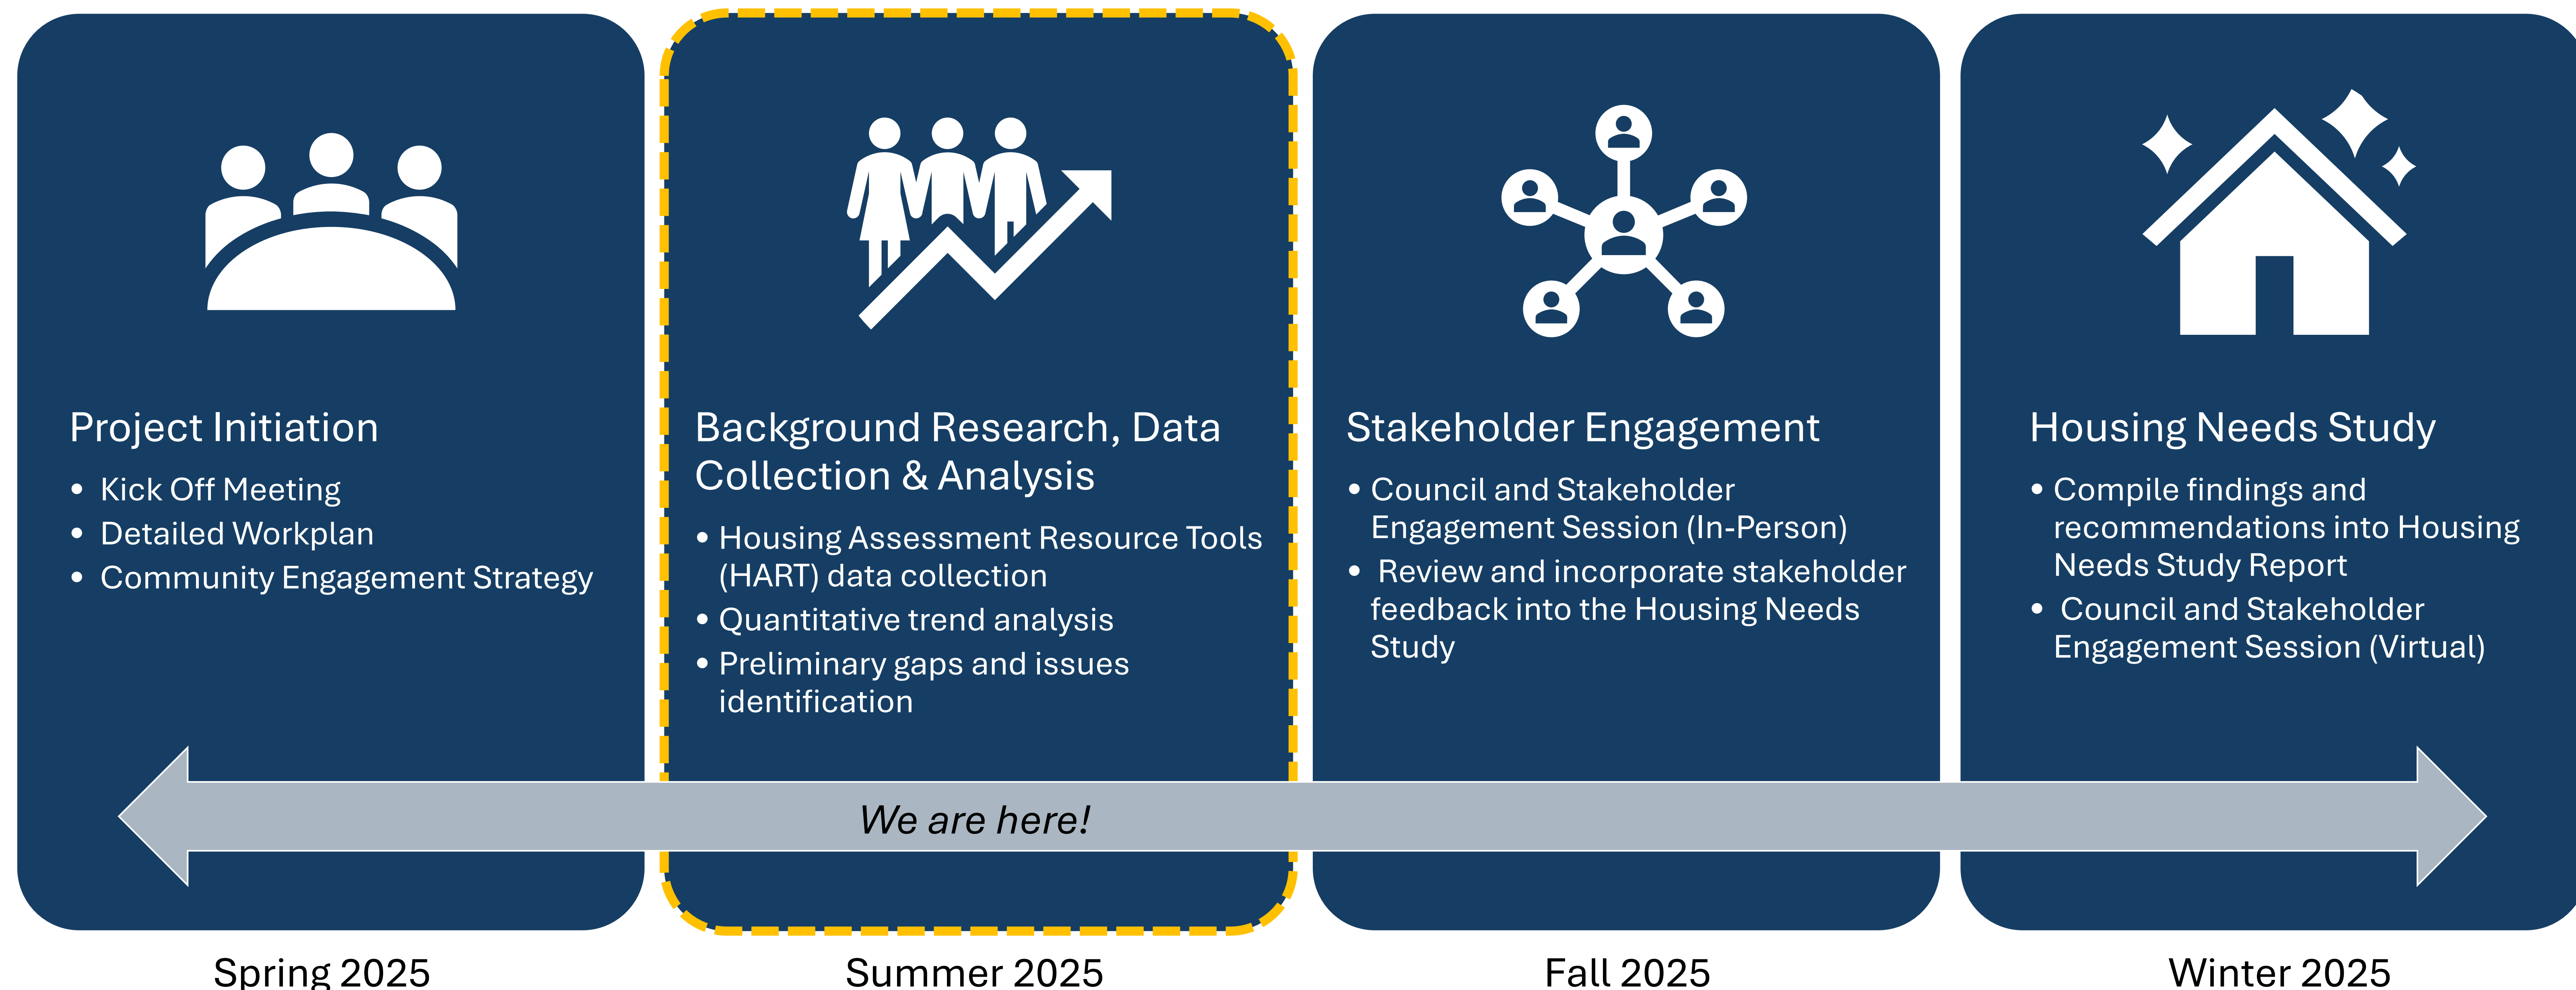 Project Initiation
• Kick Off Meeting
• Detailed Workplan
• Community Engagement Strategy
Background Research, Data
Collection & Analysis
• Housing Assessment Resource Tools
(HART) data collection
• Quantitative trend analysis
• Preliminary gaps and issues
identification
Stakeholder Engagement
• Council and Stakeholder
Engagement Session (In-Person)
• Review and incorporate stakeholder
feedback into the Housing Needs
Study
Housing Needs Study
• Compile findings and
recommendations into Housing
Needs Study Report
• Council and Stakeholder
Engagement Session (Virtual)
We are here!
Spring 2025
Summer 2025
Fall 2025
Winter 2025